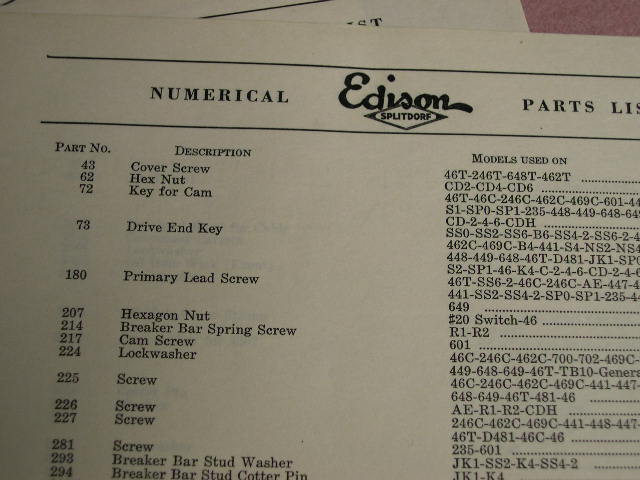 NUMERICAL Edison SPLITDORF PARTS LIS
PART NO. DESCRIPTION MODELS USED ON
43 Cover Screw 46T-246T-648T-462T
62 Hex Nut CD2-CD4-CD6
72 Key for Cam 46T-46C-246C-462C-469C-601-44
S1-SP0-SP1-235-448-449-648-64
CD-2-4-6-CDH
73 Drive End Key SS0-SS2-SS6-B6-SS4-2-SS6-2-4
462C-469C-B4-441-S4-NS2-NS4
448-449-648-46T-D481-JK1-SP0
S2-SP1-46-K4-C-2-4-6-CD-2-4-
180 Primary Lead Screw 46T-SS6-2-46C-246C-AE-447-4
441-SS2-SS4-2-SP0-SP1-235-4
649
207 Hexagon Nut #20 Switch-46
214 Breaker Bar Spring Screw R1-R2
217 Cam Screw 601
224 Lockwasher 46C-246C-462C-700-702-469C-
449-648-649-46T-TB10-Genera
225 Screw 46C-246C-462C-469C-441-447-
648-649-46T-481-46
226 Screw AE-R1-R2-CDH
227 Screw 246C-462C-469C-441-448-447-
46T-D481-46C-46
281 Screw 235-601
293 Breaker Bar Stud Washer JK1-SS2-K4-SS4-2
294 Breaker Bar Stud Cotter Pin JK1-K4